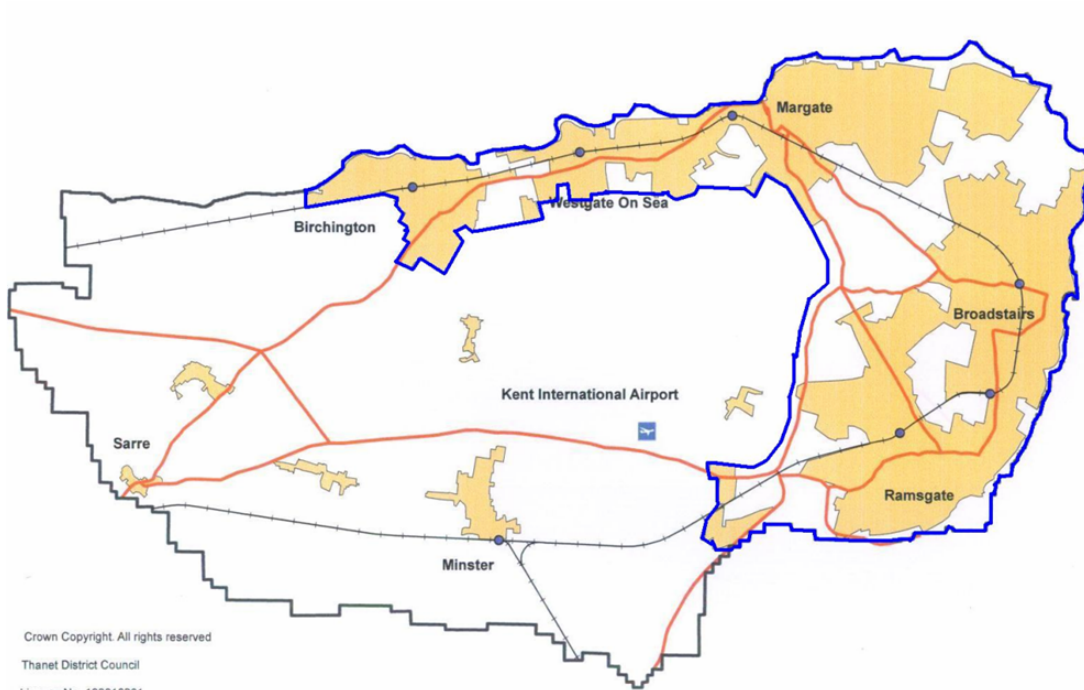 Margate
Westgate On Sea
Birchington
Broadstairs
Kent International Airport
Sarre
Ramsgate
Minster
Crown Copyright. All rights reserved
Thanet District Council